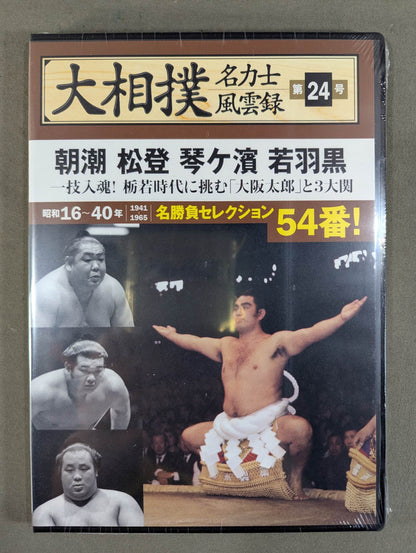 大相撲
名力士
風雲録
第24号
朝潮 松登 琴ケ濱 若羽黒
一技入魂! 栃若時代に挑む「大阪太郎」と3大関
昭和16~40年 1941 1965 名勝負セレクション 54番!